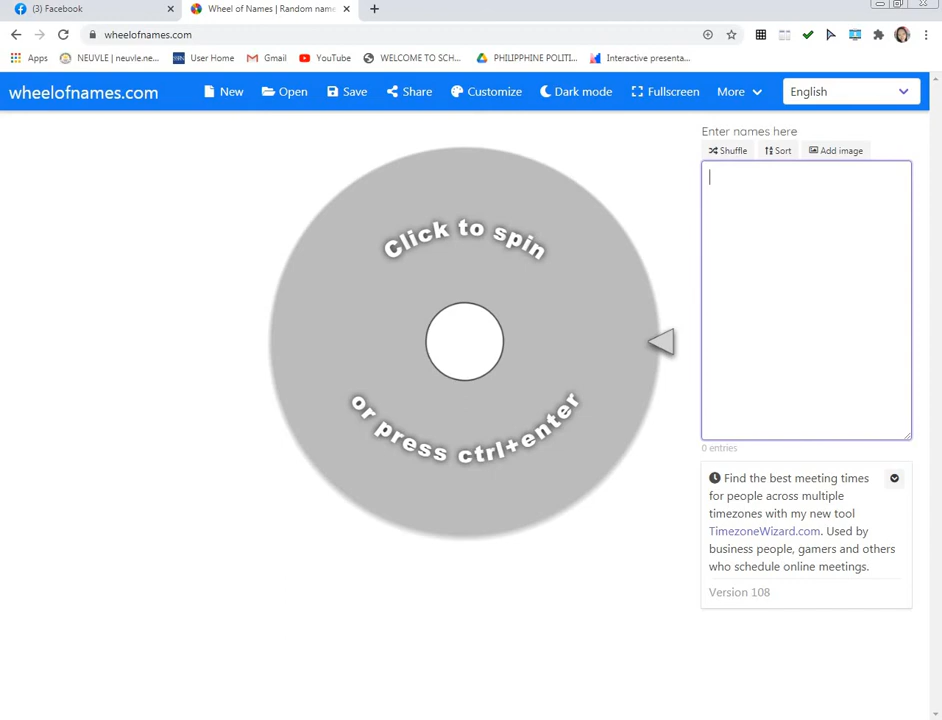 (3) Facebook
Wheel of Names | Random name
wheelofnames.com
Apps
NEUVLE | neuvle.ne...
User Home
Gmail
YouTube
WELCOME TO SCH...
PHILIPPHINE POLITI...
Interactive presenta...
wheelofnames.com
New
Open
Save
Share
Customize
Dark mode
Fullscreen
More
English
Enter names here
Shuffle
Sort
Add image
Click to spin
or press ctrl+enter
0 entries
Find the best meeting times
for people across multiple
timezones with my new tool
TimezoneWizard.com. Used by
business people, gamers and others
who schedule online meetings.
Version 108